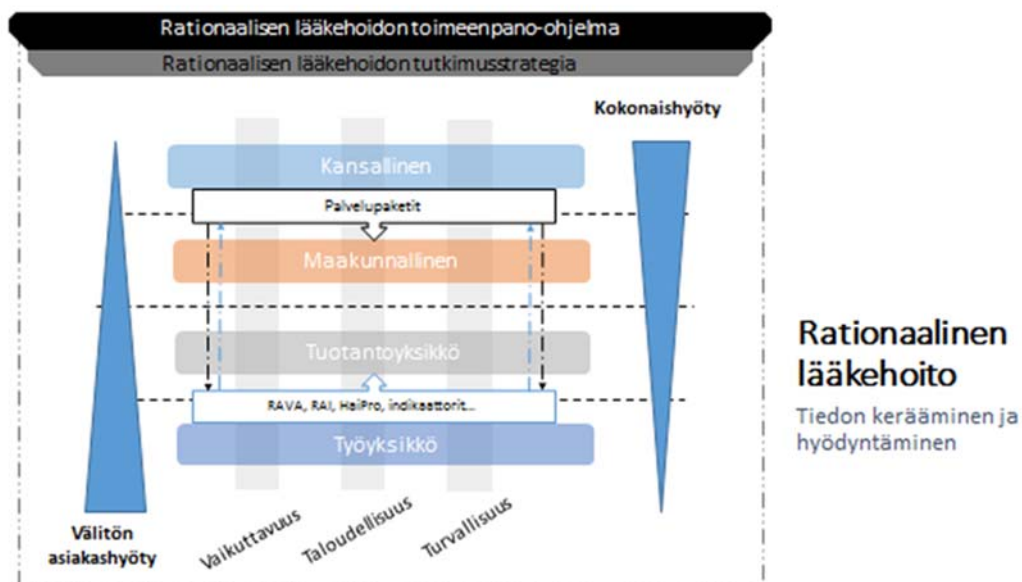 Rationaalisen lääkehoidon toimeenpano-ohjelma
Rationaalisen lääkehoidon tutkimusstrategia
Kokonaishyöty
Kansallinen
Palvelupaketit
Maakunnallinen
Tuotantoyksikkö
RAVA, RAI, HaiPro, indikaattorit...
Työyksikkö
Välitön
asiakashyöty
Vaikuttavuus
Taloudellisuus
Turvallisuus
Rationaalinen
lääkehoito
Tiedon kerääminen ja
hyödyntäminen